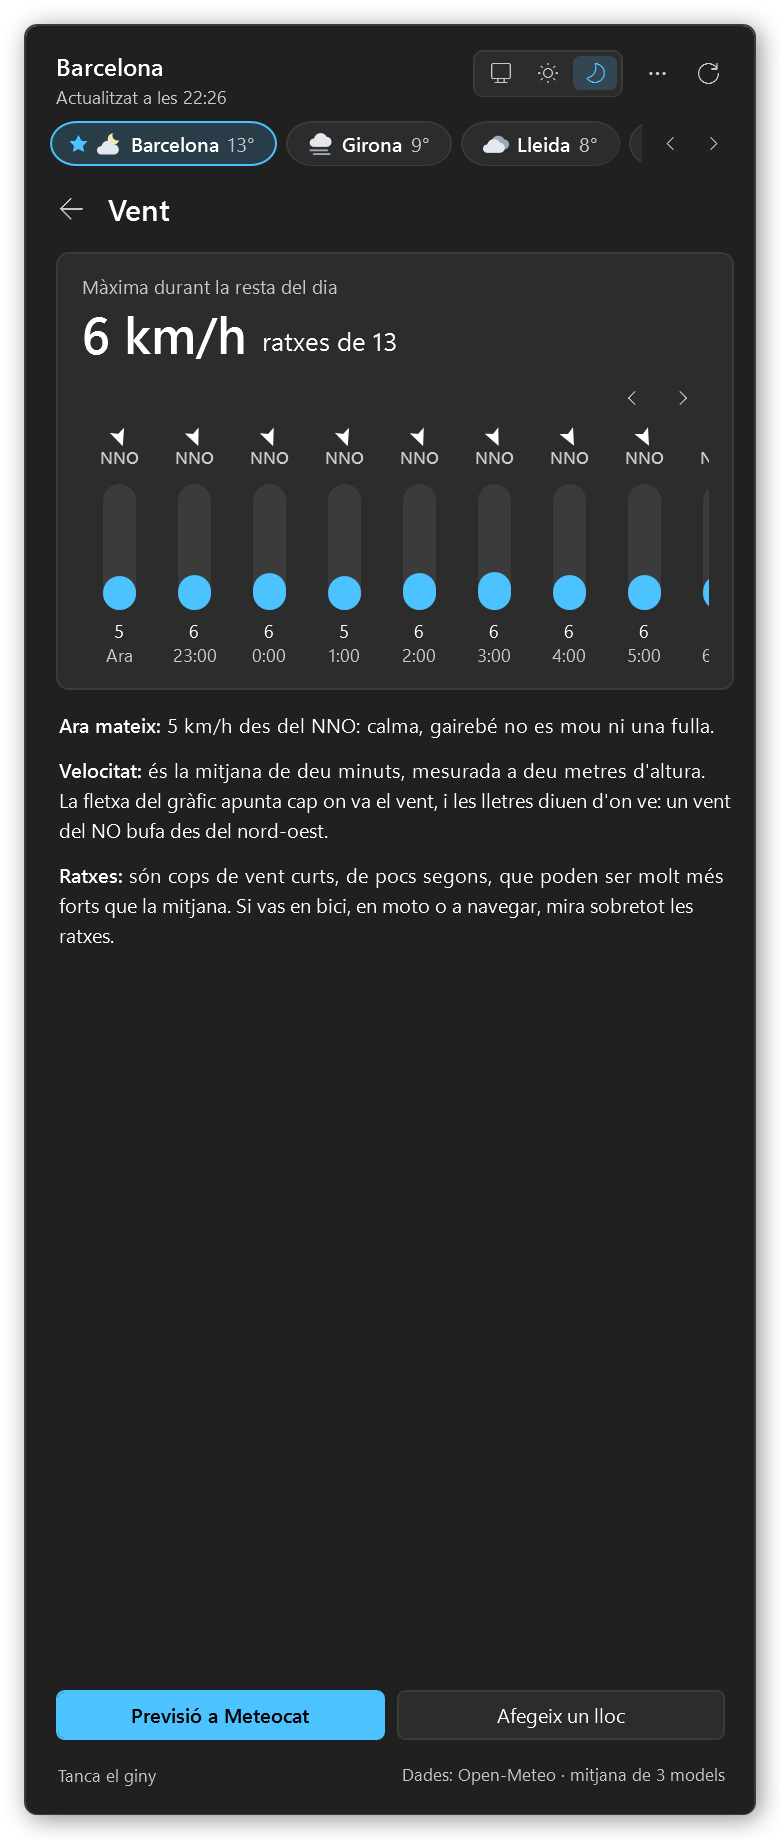 Barcelona
Actualitzat a les 22:26
Barcelona 13° Girona 9° Lleida 8°
Vent
Màxima durant la resta del dia
6 km/h ratxes de 13
NNO NNO NNO NNO NNO NNO NNO NNO
5 6 6 5 6 6 6 6
Ara 23:00 0:00 1:00 2:00 3:00 4:00 5:00
Ara mateix: 5 km/h des del NNO: calma, gairebé no es mou ni una fulla.
Velocitat: és la mitjana de deu minuts, mesurada a deu metres d'altura.
La fletxa del gràfic apunta cap on va el vent, i les lletres diuen d'on ve: un vent
del NO bufa des del nord-oest.
Ratxes: són cops de vent curts, de pocs segons, que poden ser molt més
forts que la mitjana. Si vas en bici, en moto o a navegar, mira sobretot les
ratxes.
Previsió a Meteocat Afegeix un lloc
Tanca el giny Dades: Open-Meteo · mitjana de 3 models